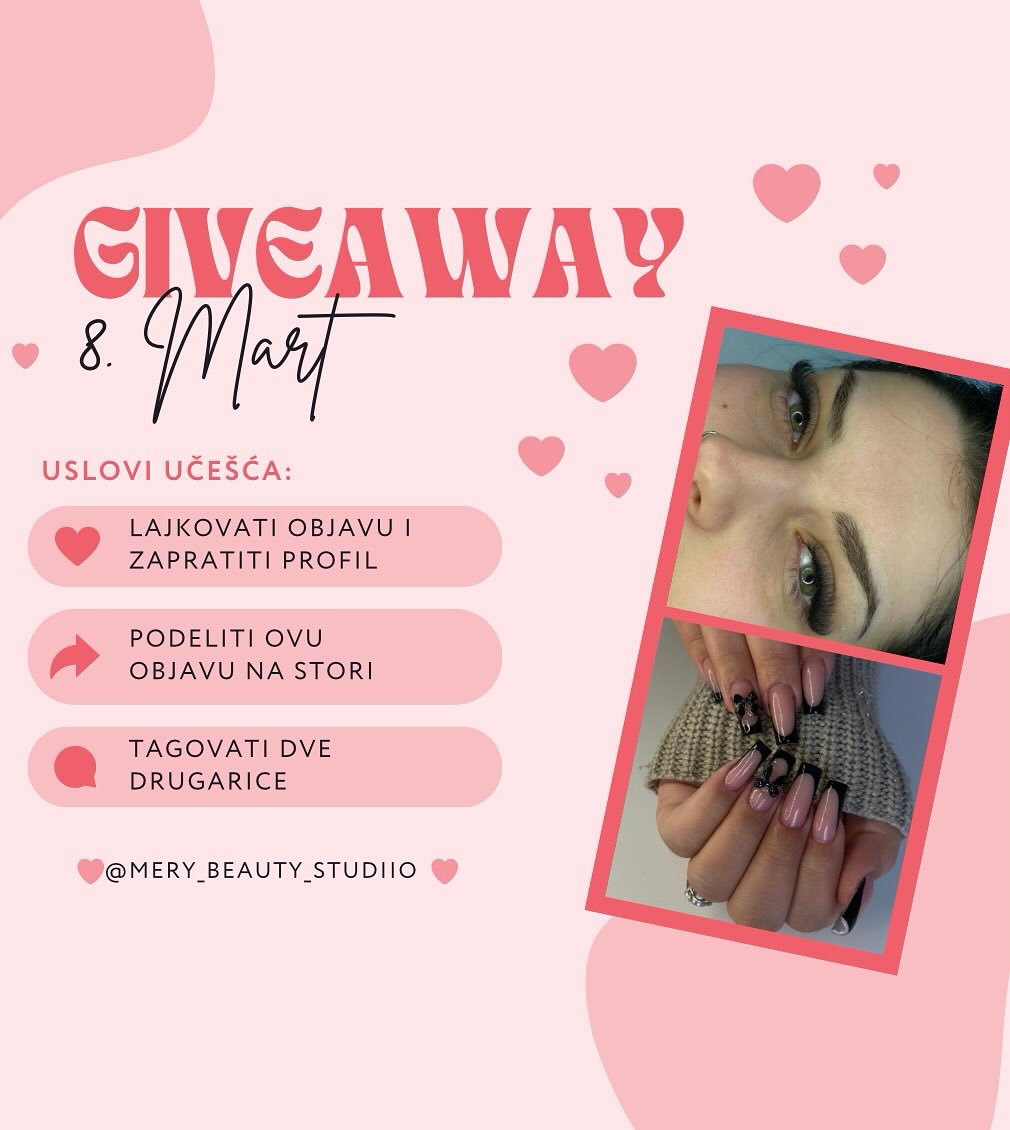 GIVEAWAY
8. Mart
USLOVI UČEŠĆA:
LAJKOVATI OBJAVU I
ZAPRATITI PROFIL
PODELITI OVU
OBJAVU NA STORI
TAGOVATI DVE
DRUGARICE
@MERY_BEAUTY_STUDIIO